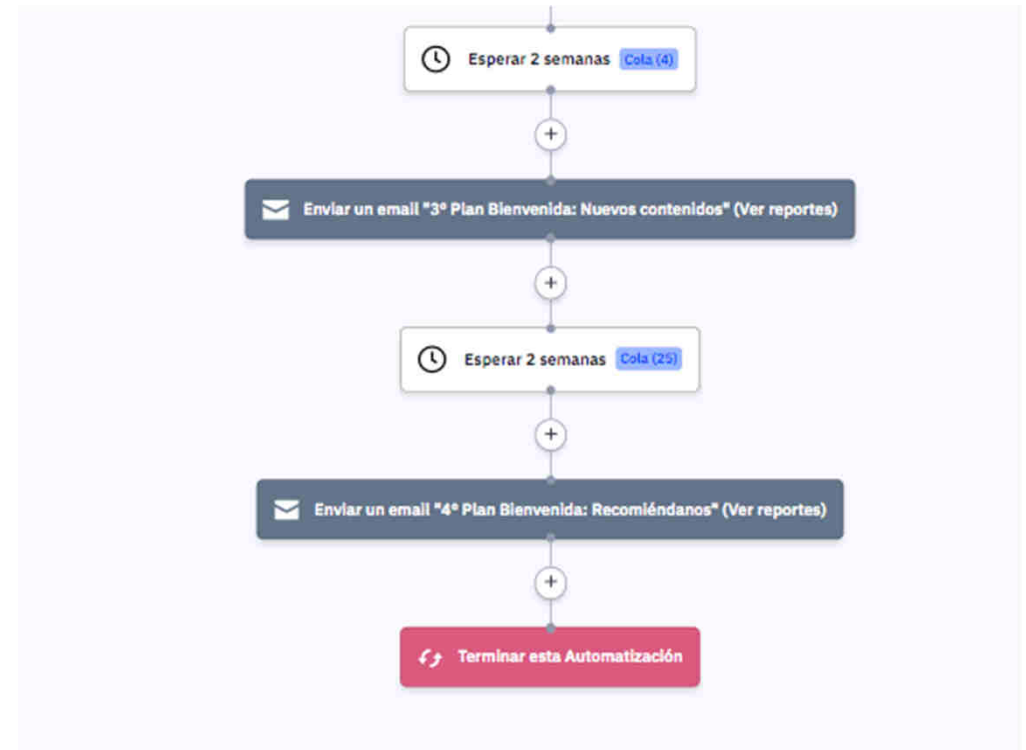 Esperar 2 semanas Cola (4)
+
Enviar un email "3º Plan Bienvenida: Nuevos contenidos" (Ver reportes)
+
Esperar 2 semanas Cola (25)
+
Enviar un email "4º Plan Bienvenida: Recomiéndanos" (Ver reportes)
+
Terminar esta Automatización